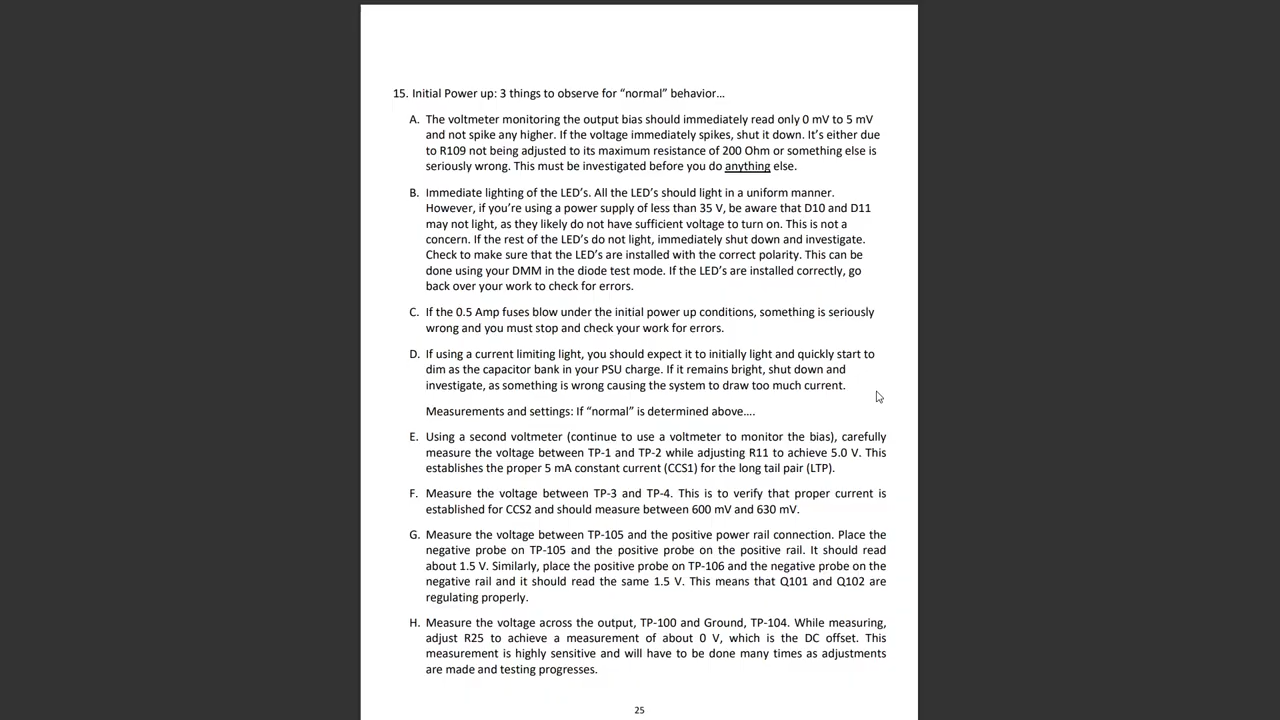 15. Initial Power up: 3 things to observe for “normal” behavior…
A. The voltmeter monitoring the output bias should immediately read only 0 mV to 5 mV
and not spike any higher. If the voltage immediately spikes, shut it down. It’s either due
to R109 not being adjusted to its maximum resistance of 200 Ohm or something else is
seriously wrong. This must be investigated before you do anything else.
B. Immediate lighting of the LED’s. All the LED’s should light in a uniform manner.
However, if you’re using a power supply of less than 35 V, be aware that D10 and D11
may not light, as they likely do not have sufficient voltage to turn on. This is not a
concern. If the rest of the LED’s do not light, immediately shut down and investigate.
Check to make sure that the LED’s are installed with the correct polarity. This can be
done using your DMM in the diode test mode. If the LED’s are installed correctly, go
back over your work to check for errors.
C. If the 0.5 Amp fuses blow under the initial power up conditions, something is seriously
wrong and you must stop and check your work for errors.
D. If using a current limiting light, you should expect it to initially light and quickly start to
dim as the capacitor bank in your PSU charge. If it remains bright, shut down and
investigate, as something is wrong causing the system to draw too much current.
Measurements and settings: If “normal” is determined above….
E. Using a second voltmeter (continue to use a voltmeter to monitor the bias), carefully
measure the voltage between TP-1 and TP-2 while adjusting R11 to achieve 5.0 V. This
establishes the proper 5 mA constant current (CCS1) for the long tail pair (LTP).
F. Measure the voltage between TP-3 and TP-4. This is to verify that proper current is
established for CCS2 and should measure between 600 mV and 630 mV.
G. Measure the voltage between TP-105 and the positive power rail connection. Place the
negative probe on TP-105 and the positive probe on the positive rail. It should read
about 1.5 V. Similarly, place the positive probe on TP-106 and the negative probe on the
negative rail and it should read the same 1.5 V. This means that Q101 and Q102 are
regulating properly.
H. Measure the voltage across the output, TP-100 and Ground, TP-104. While measuring,
adjust R25 to achieve a measurement of about 0 V, which is the DC offset. This
measurement is highly sensitive and will have to be done many times as adjustments
are made and testing progresses.
25